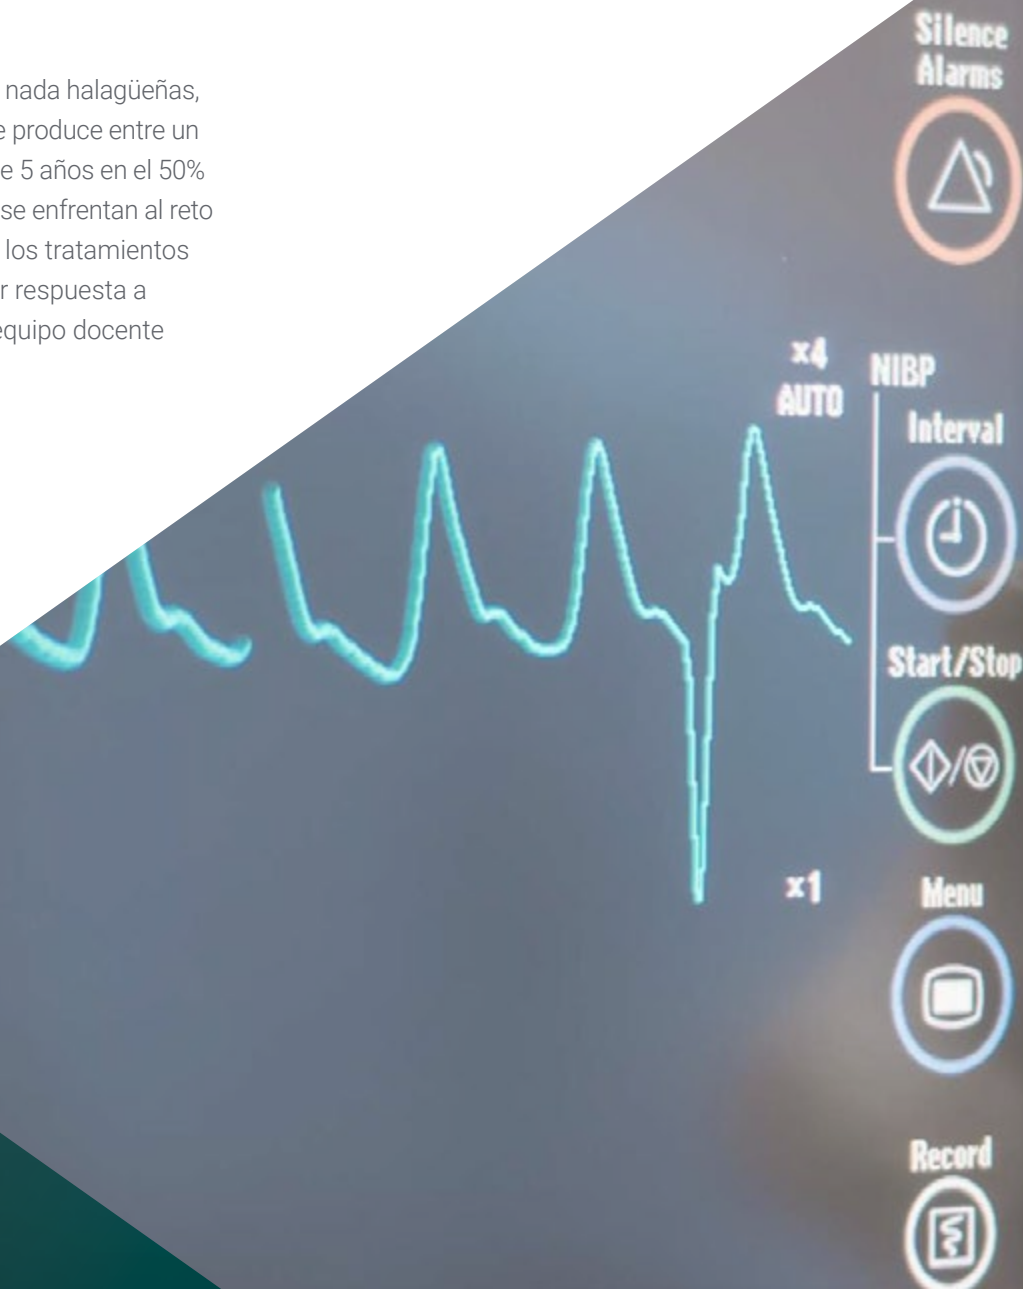 nada halagüeñas,
e produce entre un
e 5 años en el 50%
se enfrentan al reto
los tratamientos
r respuesta a
equipo docente
Silence
Alarms
x4
AUTO
NIBP
Interval
Start/Stop
x1
Menu
Record